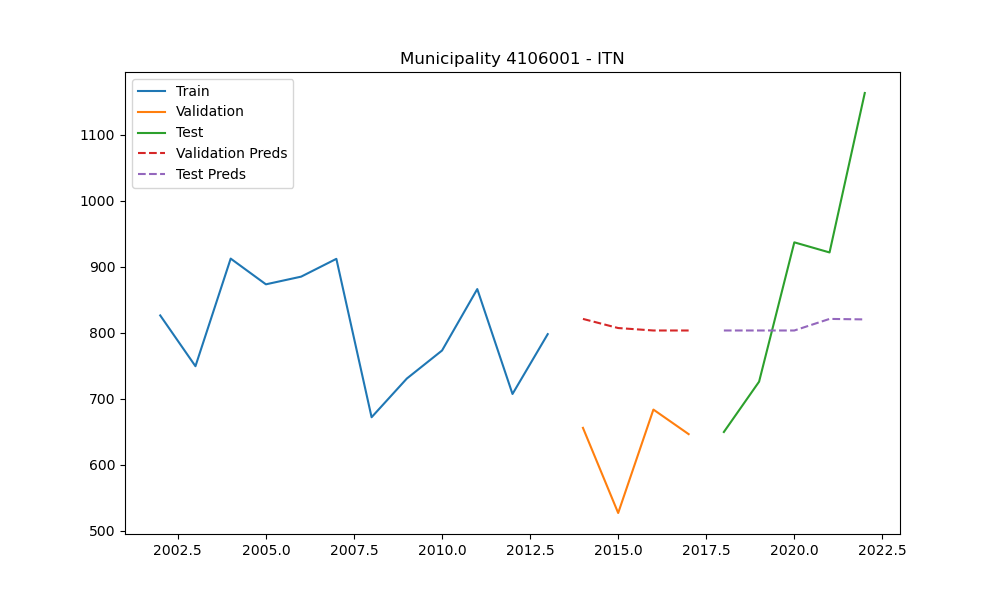 Municipality 4106001 - ITN
Train
Validation
Test
Validation Preds
Test Preds
1100
1000
900
800
700
600
500
2002.5 2005.0 2007.5 2010.0 2012.5 2015.0 2017.5 2020.0 2022.5